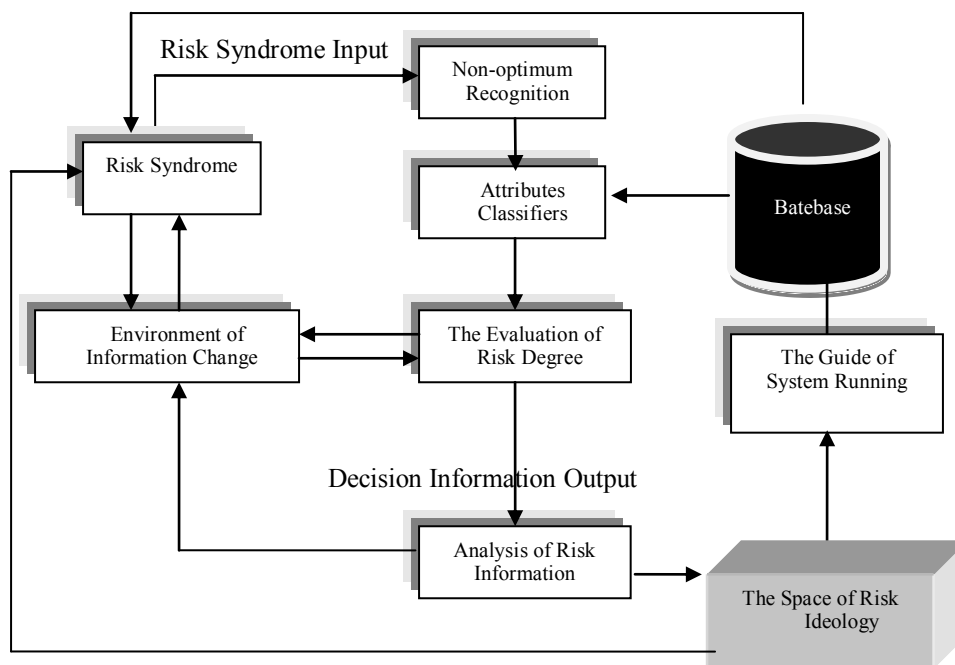 Risk Syndrome Input
Non-optimum
Recognition
Risk Syndrome
Attributes
Classifiers
Batebase
Environment of
Information Change
The Evaluation of
Risk Degree
The Guide of
System Running
Decision Information Output
Analysis of Risk
Information
The Space of Risk
Ideology